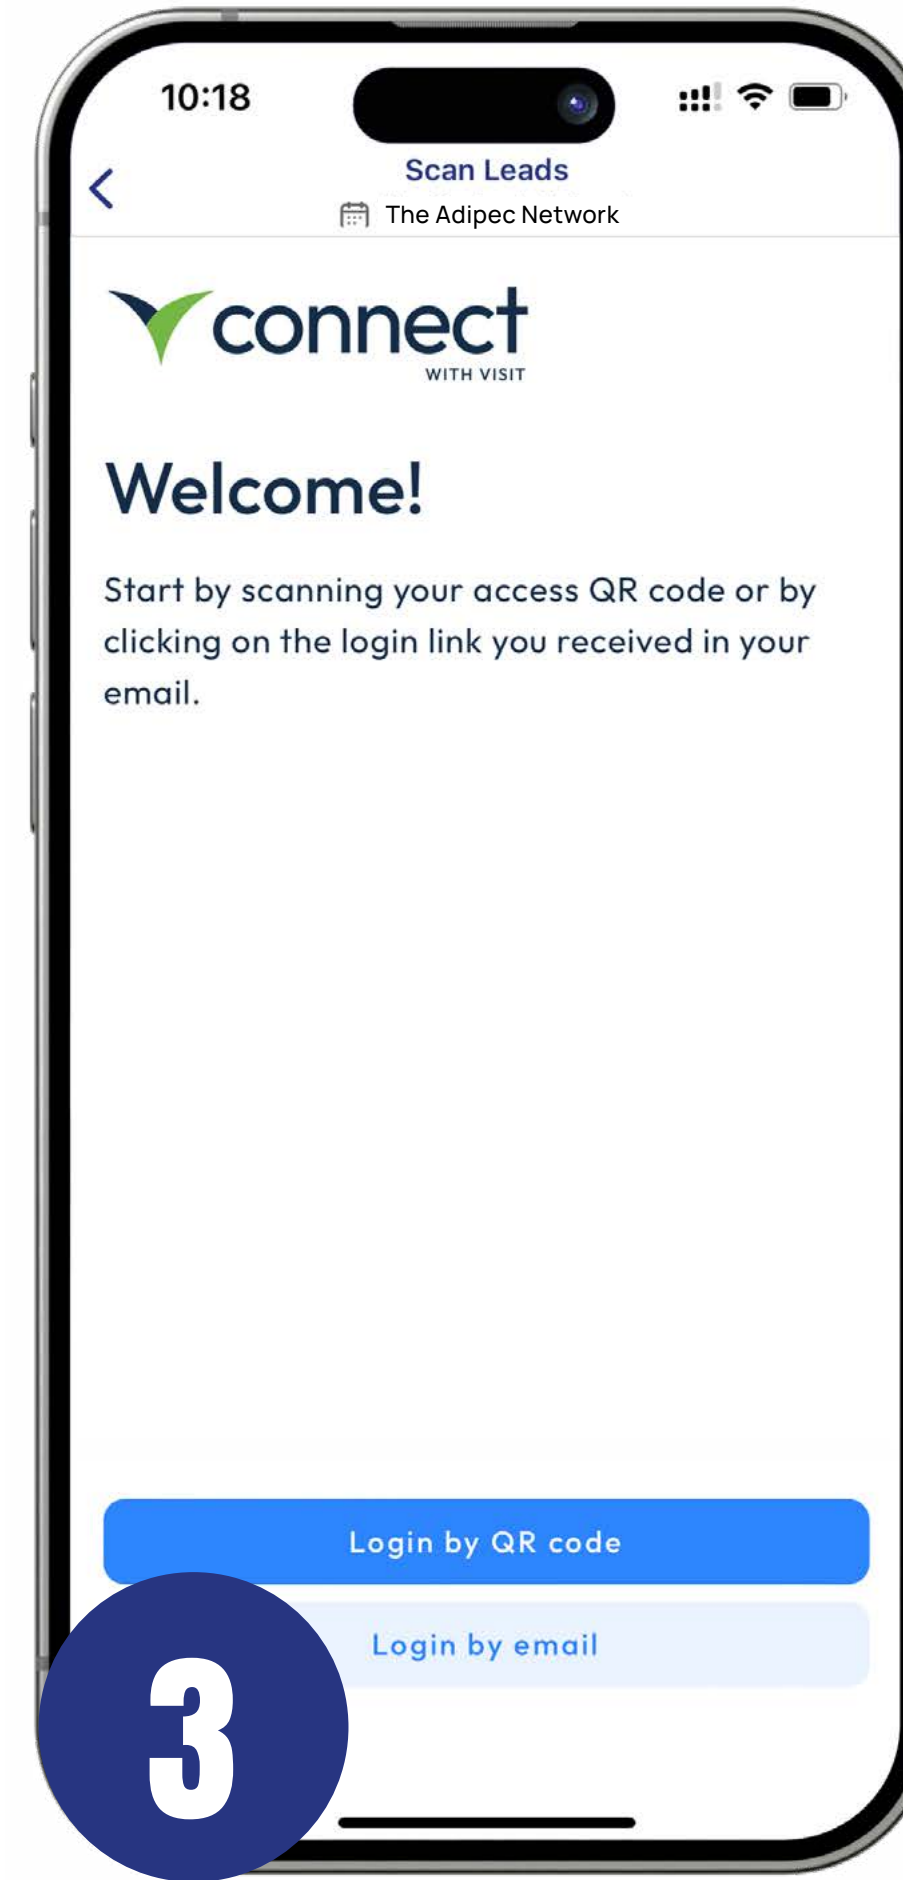 10:18
Scan Leads
The Adipec Network
connect
WITH VISIT
Welcome!
Start by scanning your access QR code or by
clicking on the login link you received in your
email.
Login by QR code
Login by email
3